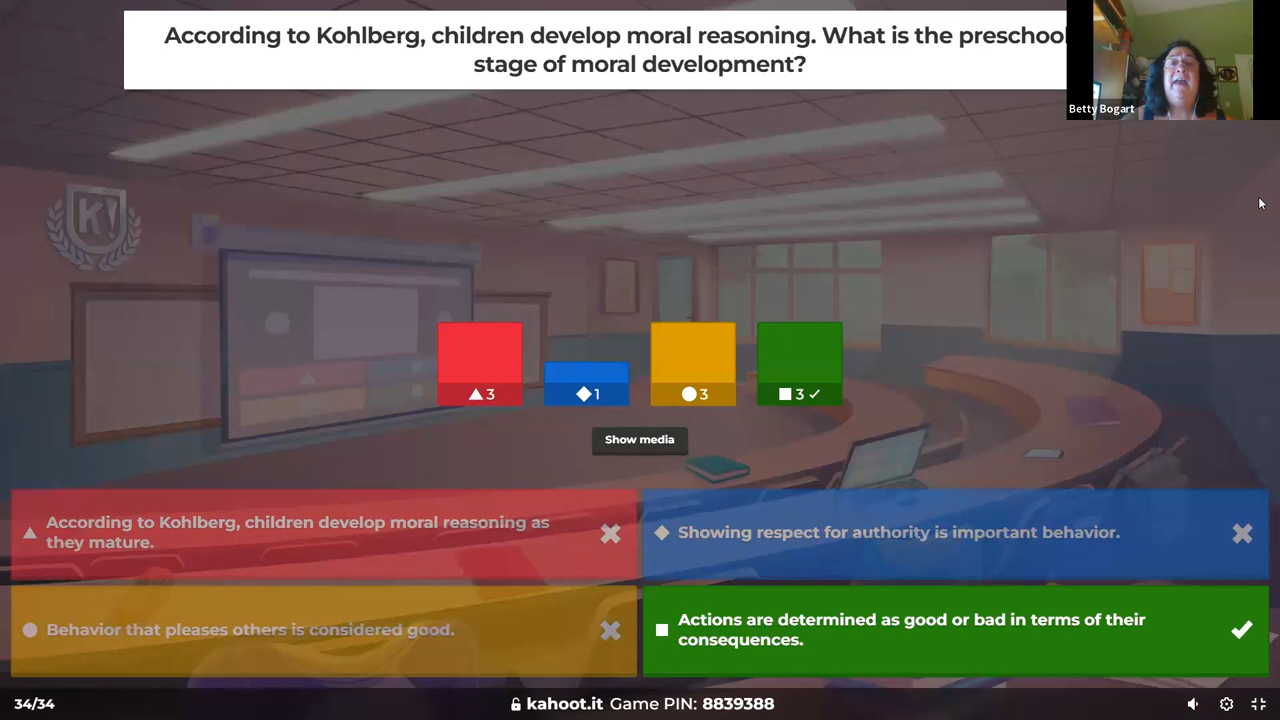 According to Kohlberg, children develop moral reasoning. What is the preschool
stage of moral development?
Betty Bogart
K!
3
1
3
3
Show media
According to Kohlberg, children develop moral reasoning as
they mature.
Showing respect for authority is important behavior.
Behavior that pleases others is considered good.
Actions are determined as good or bad in terms of their
consequences.
34/34
kahoot.it Game PIN: 8839388